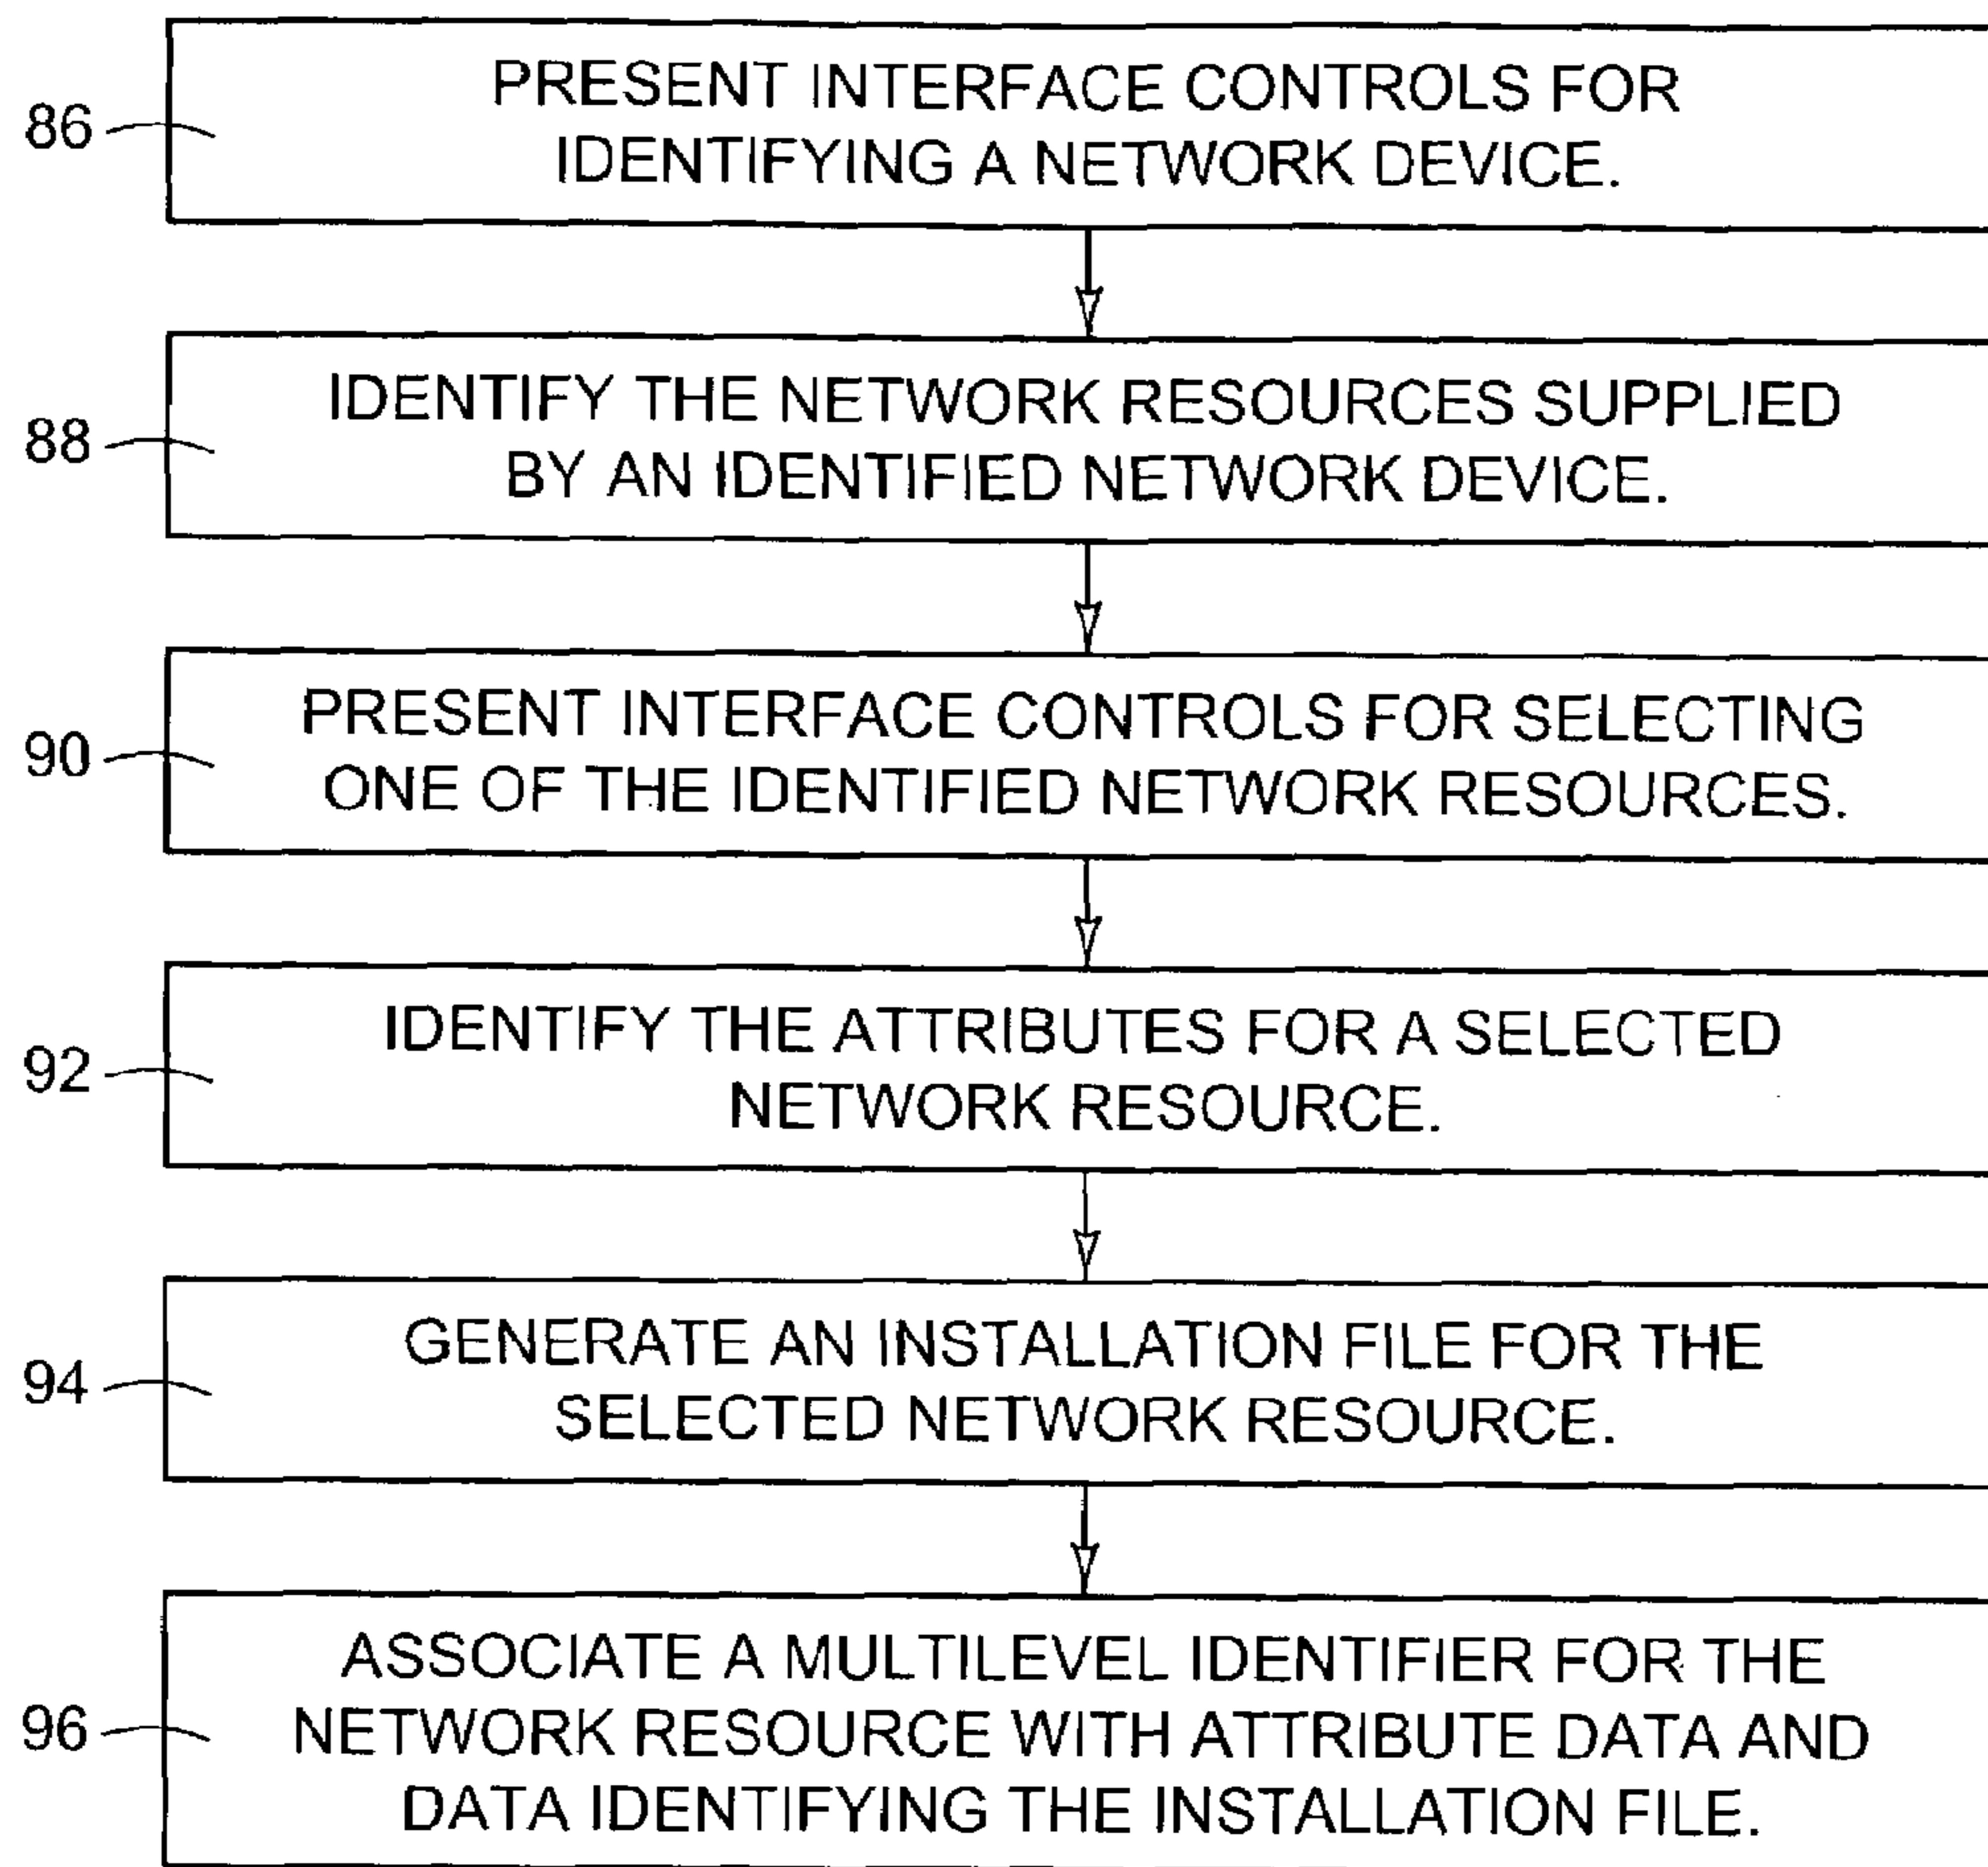 86
PRESENT INTERFACE CONTROLS FOR
IDENTIFYING A NETWORK DEVICE.
88
IDENTIFY THE NETWORK RESOURCES SUPPLIED
BY AN IDENTIFIED NETWORK DEVICE.
90
PRESENT INTERFACE CONTROLS FOR SELECTING
ONE OF THE IDENTIFIED NETWORK RESOURCES.
92
IDENTIFY THE ATTRIBUTES FOR A SELECTED
NETWORK RESOURCE.
94
GENERATE AN INSTALLATION FILE FOR THE
SELECTED NETWORK RESOURCE.
96
ASSOCIATE A MULTILEVEL IDENTIFIER FOR THE
NETWORK RESOURCE WITH ATTRIBUTE DATA AND
DATA IDENTIFYING THE INSTALLATION FILE.